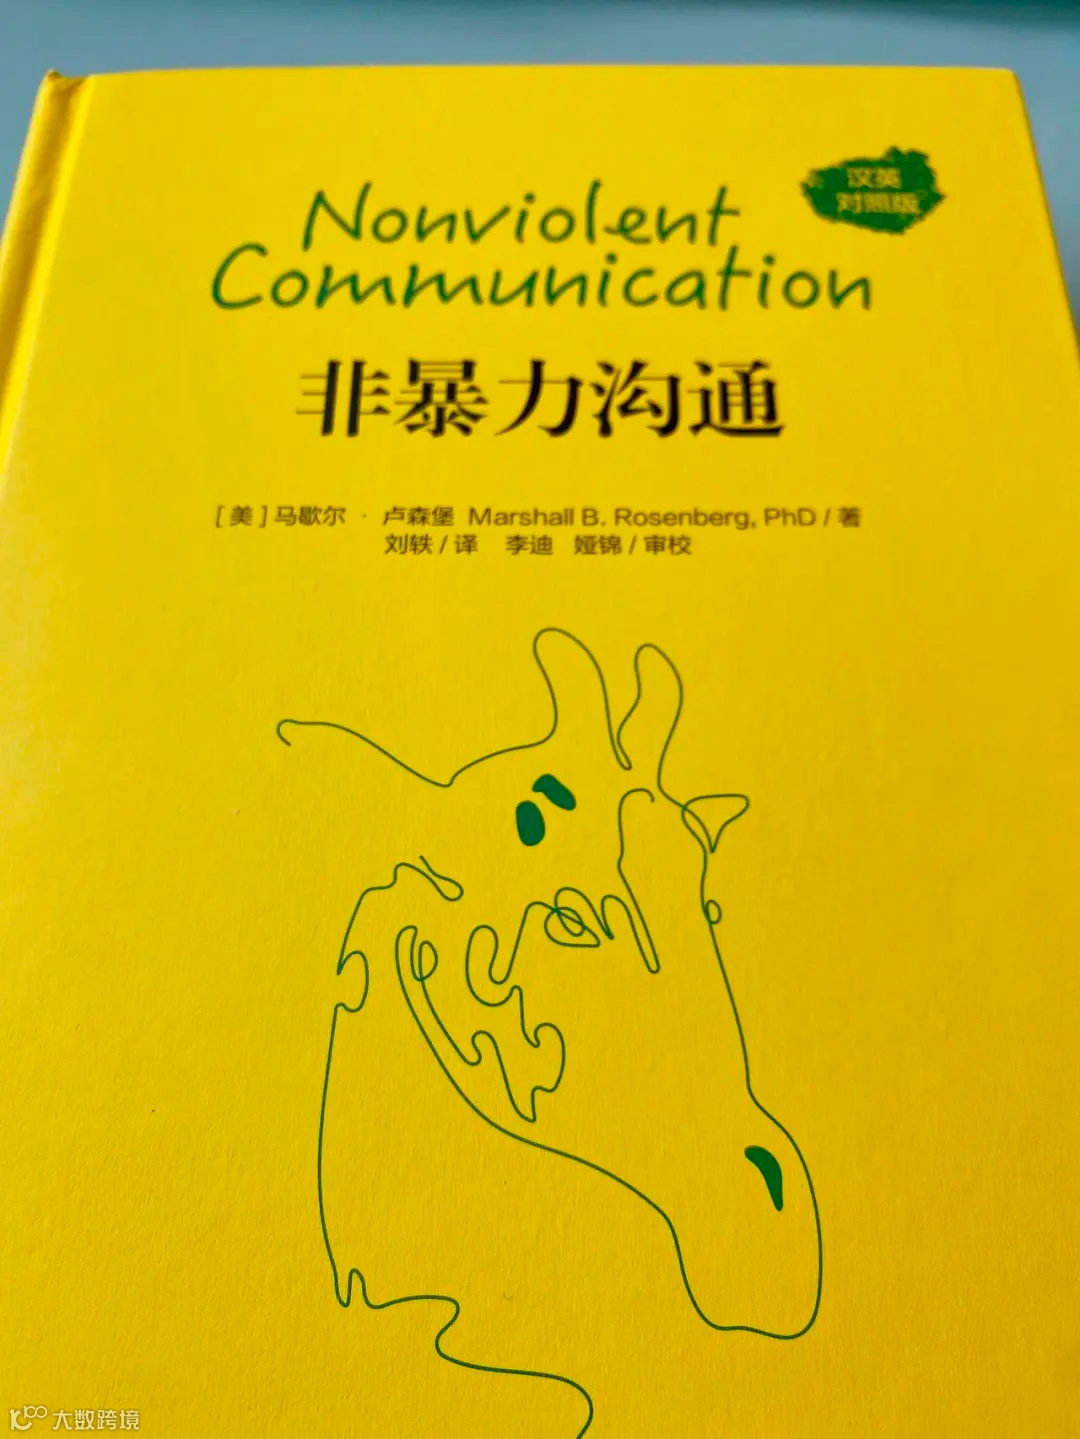 汉英
对照版
Nonviolent
Communication
非暴力沟通
[美]马歇尔·卢森堡 Marshall B. Rosenberg, PhD/著
刘轶/译 李迪 娅锦/审校
大数跨境